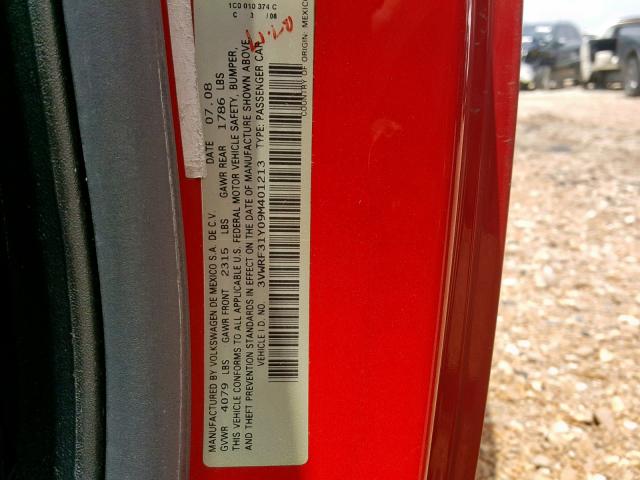 MANUFACTURED BY VOLKSWAGEN DE MEXICO S.A. DE C.V. DATE 07.08
GVWR 4079 LBS GAWR FRONT 2315 LBS GAWR REAR 1786 LBS
THIS VEHICLE CONFORMS TO ALL APPLICABLE U.S. FEDERAL MOTOR VEHICLE SAFETY, BUMPER,
AND THEFT PREVENTION STANDARDS IN EFFECT ON THE DATE OF MANUFACTURE SHOWN ABOVE
VEHICLE I.D. NO. 3VWRF31Y09M401213 TYPE: PASSENGER CAR
COUNTRY OF ORIGIN: MEXICO
1C0 010 374 C
C 3 /08